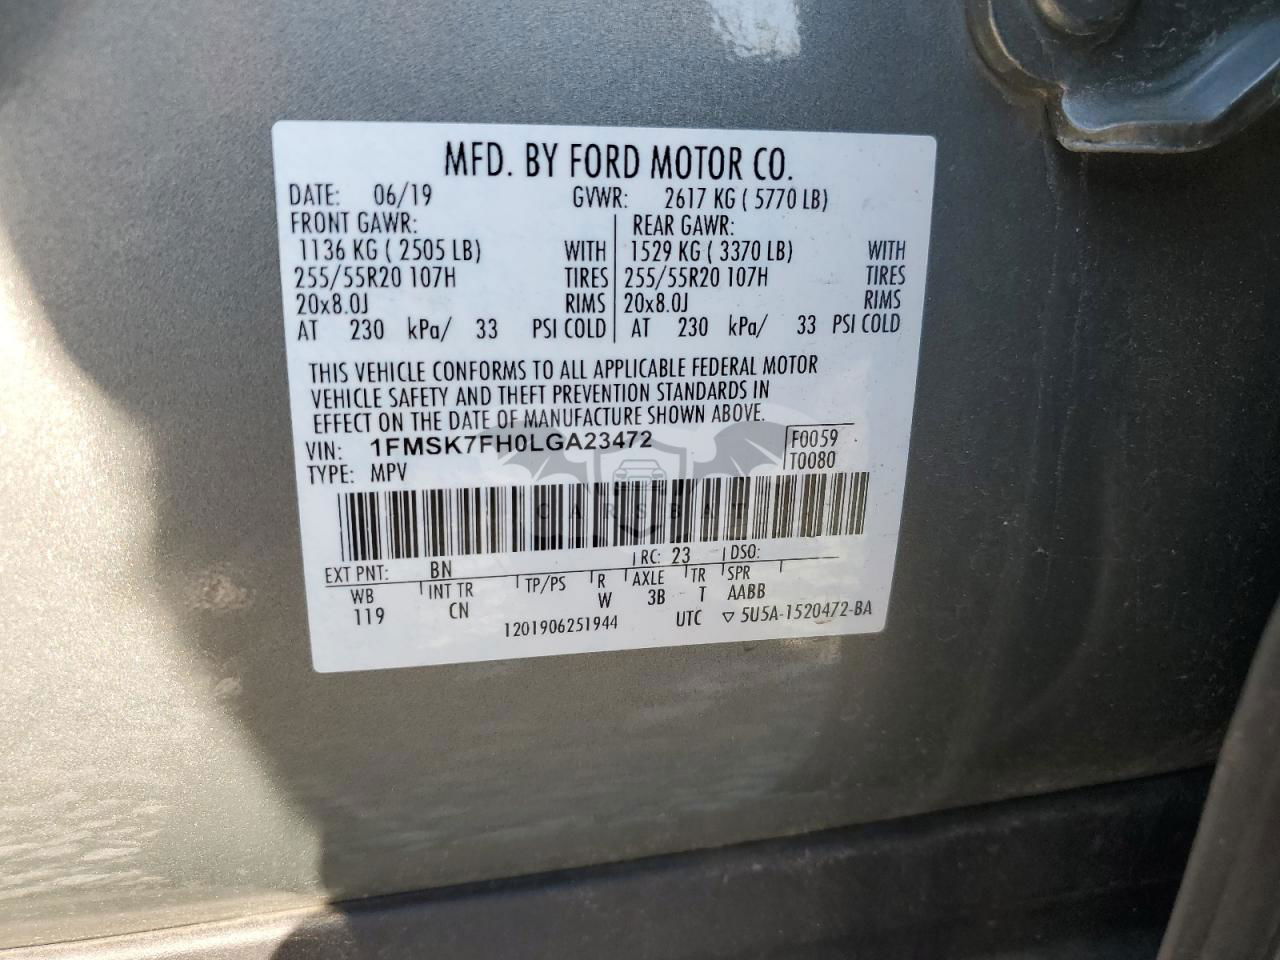 MFD. BY FORD MOTOR CO.
DATE: 06/19 GVWR: 2617 KG ( 5770 LB)
FRONT GAWR: REAR GAWR:
1136 KG ( 2505 LB) WITH 1529 KG ( 3370 LB) WITH
255/55R20 107H TIRES 255/55R20 107H TIRES
20x8.0J RIMS 20x8.0J RIMS
AT 230 kPa/ 33 PSI COLD AT 230 kPa/ 33 PSI COLD
THIS VEHICLE CONFORMS TO ALL APPLICABLE FEDERAL MOTOR
VEHICLE SAFETY AND THEFT PREVENTION STANDARDS IN
EFFECT ON THE DATE OF MANUFACTURE SHOWN ABOVE.
VIN: 1FMSK7FH0LGA23472 F0059
TYPE: MPV T0080
CARSBAT
EXT PNT: BN RC: 23 DSO:
WB INT TR TP/PS R AXLE TR SPR
119 CN W 3B T AABB
1201906251944 UTC ▽ 5U5A-1520472-BA